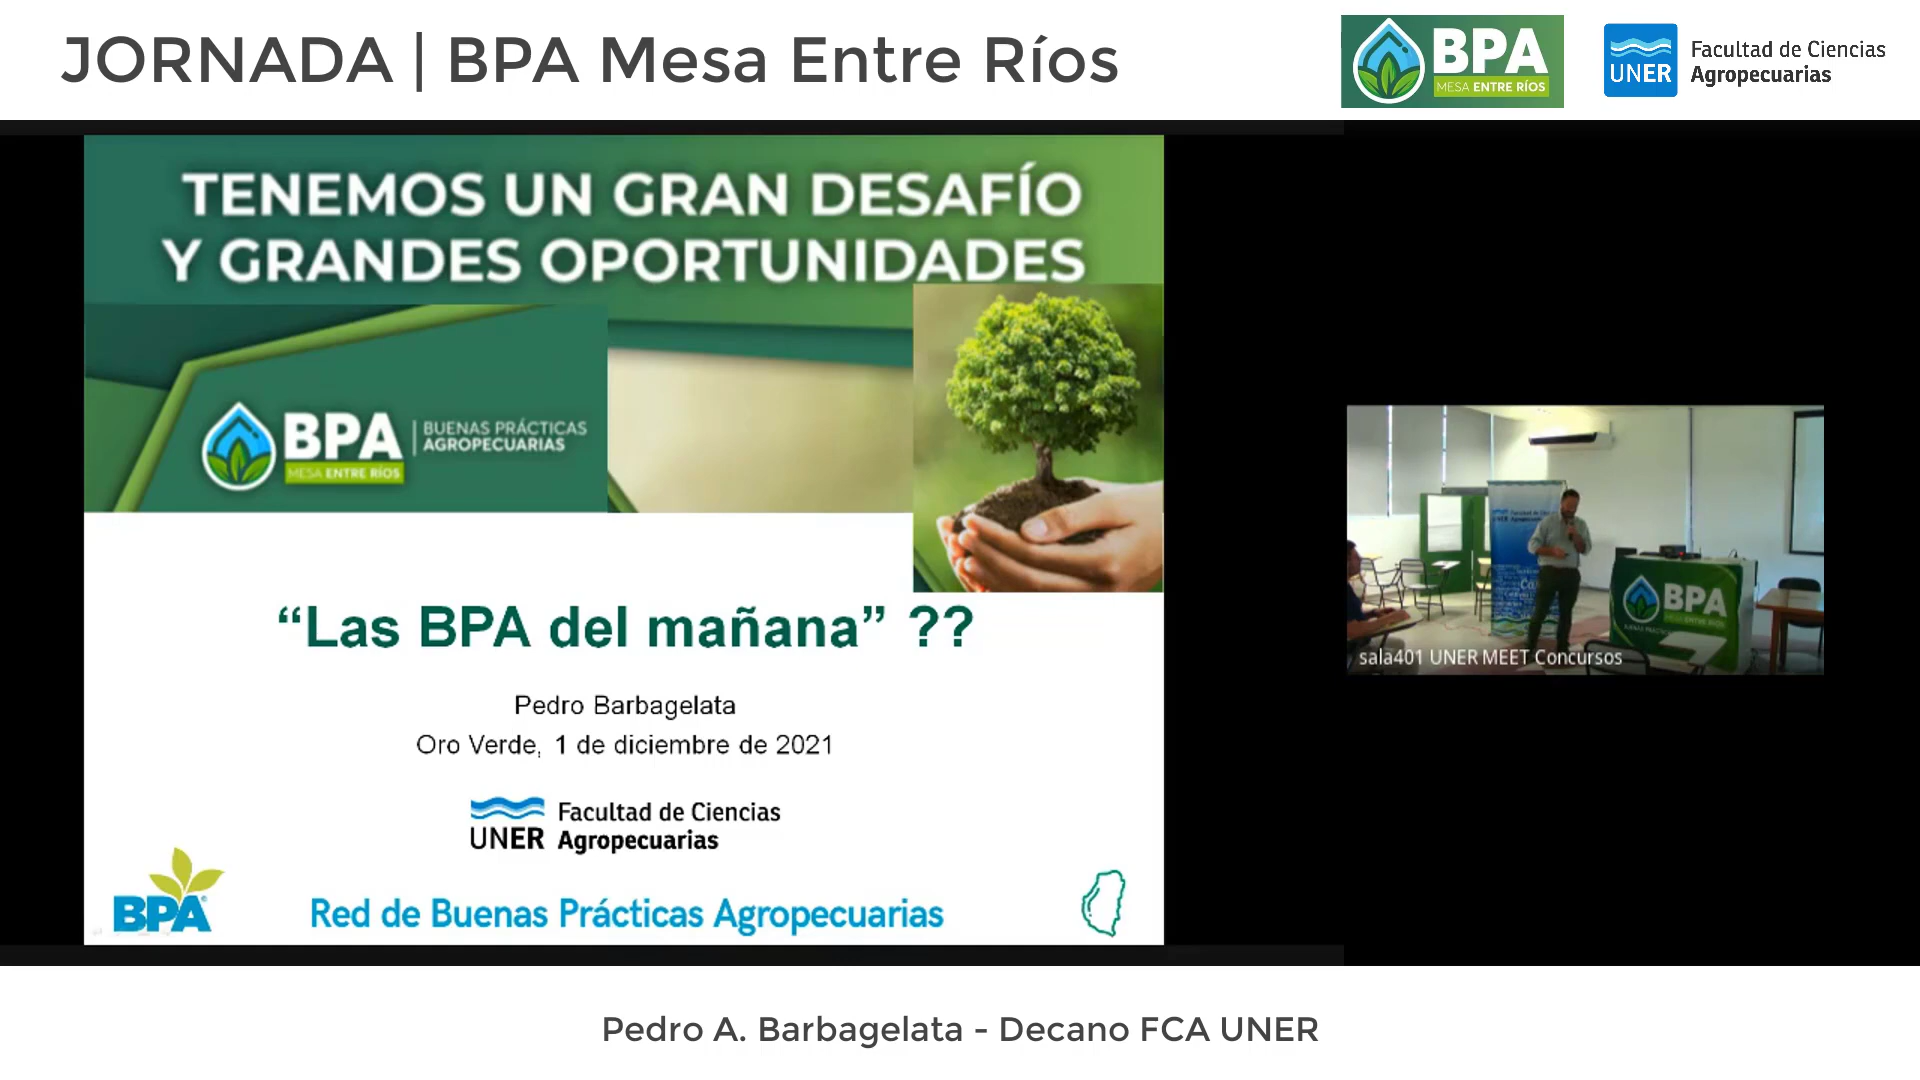 JORNADA | BPA Mesa Entre Ríos
BPA
MESA ENTRE RÍOS
UNER
Facultad de Ciencias
Agropecuarias
TENEMOS UN GRAN DESAFÍO
Y GRANDES OPORTUNIDADES
BPA
MESA ENTRE RÍOS
BUENAS PRÁCTICAS
AGROPECUARIAS
“Las BPA del mañana” ??
Pedro Barbagelata
Oro Verde, 1 de diciembre de 2021
UNER
Facultad de Ciencias
Agropecuarias
BPA
Red de Buenas Prácticas Agropecuarias
UNER
BPA
sala401 UNER MEET Concursos
Pedro A. Barbagelata - Decano FCA UNER